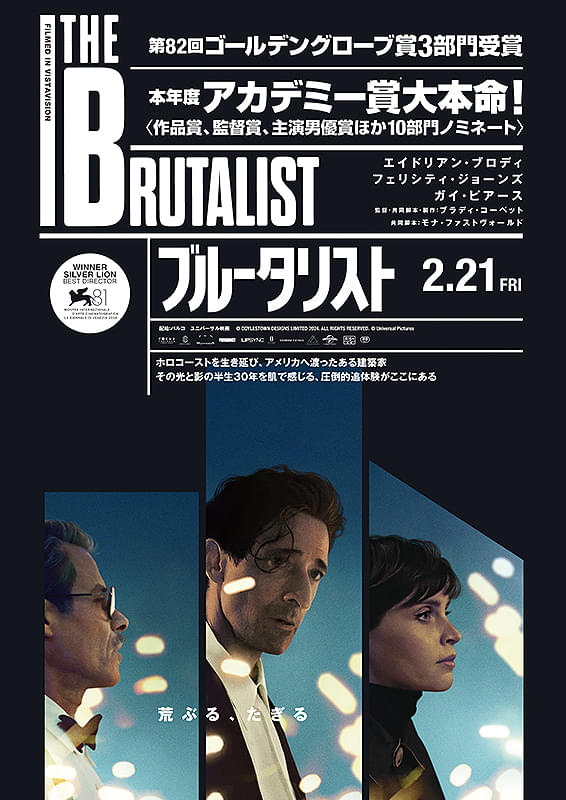 FILMED IN VISTAVISION
THE
BRUTALIST
第82回ゴールデングローブ賞3部門受賞
本年度 アカデミー賞大本命!
〈作品賞、監督賞、主演男優賞ほか10部門ノミネート〉
エイドリアン・ブロディ
フェリシティ・ジョーンズ
ガイ・ピアース
監督・共同脚本・製作:ブラディ・コーベット
共同脚本:モナ・ファストヴォールド
WINNER
SILVER LION
BEST DIRECTOR
81
MOSTRA INTERNAZIONALE
D'ARTE CINEMATOGRAFICA
LA BIENNALE DI VENEZIA 2024
ブルータリスト
2.21 FRI
配給:パルコ ユニバーサル映画 © DOYLESTOWN DESIGNS LIMITED 2024. ALL RIGHTS RESERVED. © Universal Pictures
LIPSYNC
ホロコーストを生き延び、アメリカへ渡ったある建築家
その光と影の半生30年を肌で感じる、圧倒的追体験がここにある
荒ぶる、たぎる